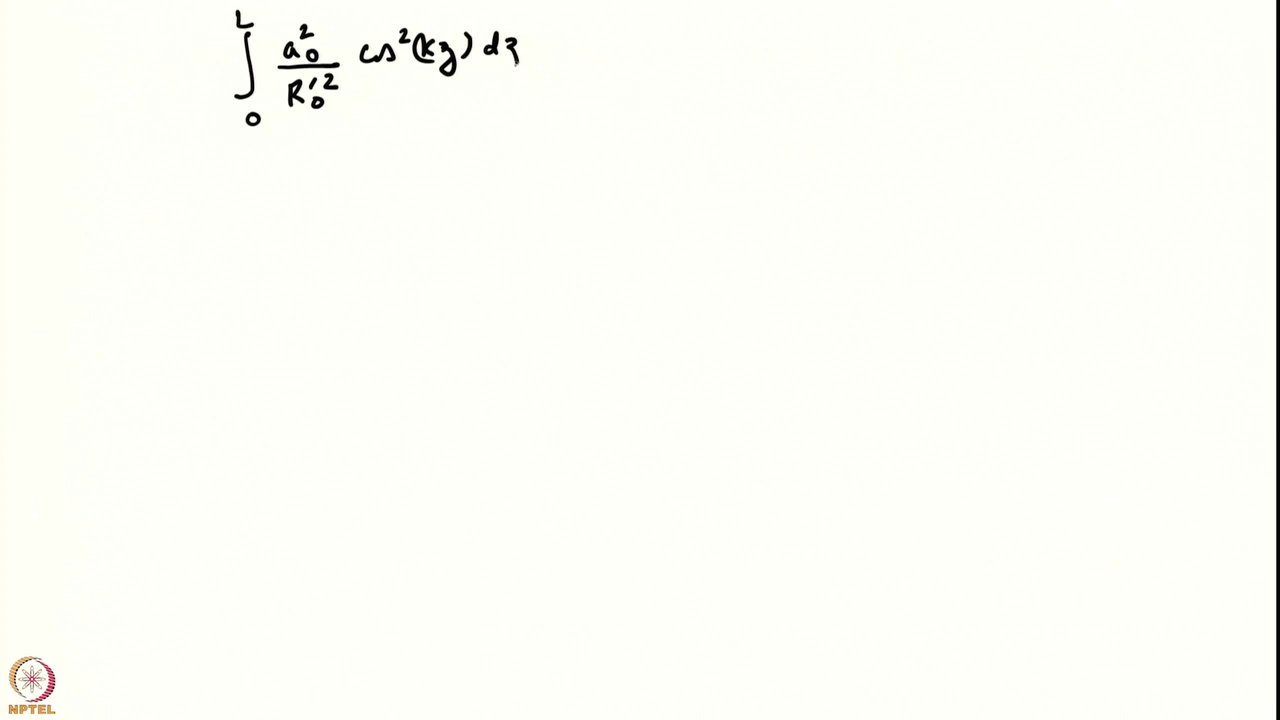 ∫₀ᴸ a₀²/R₀′² cos²(kz) dz
NPTEL